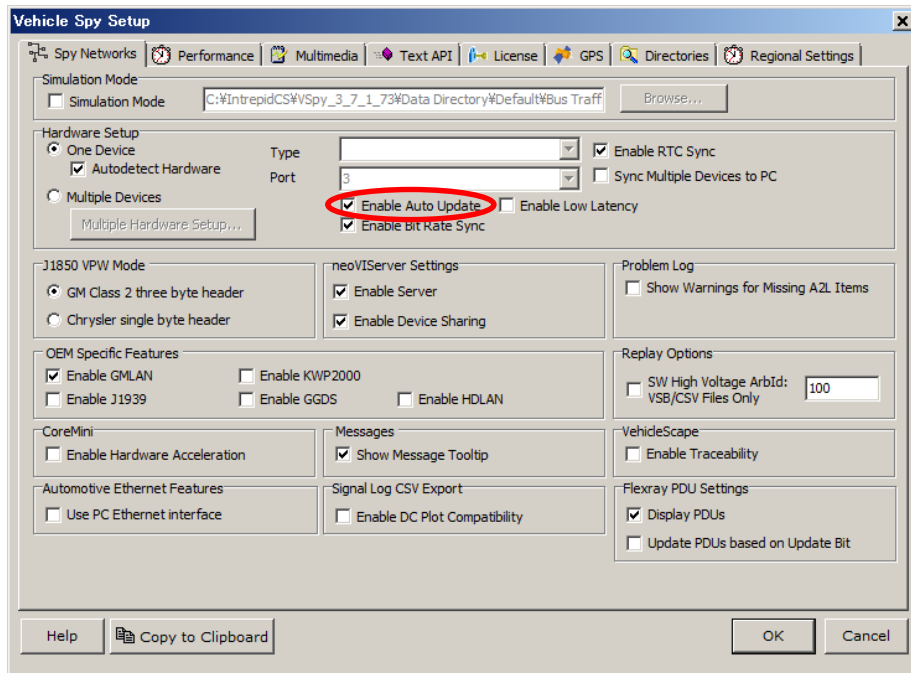 Vehicle Spy Setup
Spy Networks
Performance
Multimedia
Text API
License
GPS
Directories
Regional Settings
Simulation Mode
Simulation Mode
C:¥IntrepidCS¥VSpy_3_7_1_73¥Data Directory¥Default¥Bus Traff
Browse...
Hardware Setup
One Device
Autodetect Hardware
Multiple Devices
Multiple Hardware Setup...
Type
Port
3
Enable Auto Update
Enable Low Latency
Enable Bit Rate Sync
Enable RTC Sync
Sync Multiple Devices to PC
J1850 VPW Mode
GM Class 2 three byte header
Chrysler single byte header
neoVIServer Settings
Enable Server
Enable Device Sharing
Problem Log
Show Warnings for Missing A2L Items
OEM Specific Features
Enable GMLAN
Enable KWP2000
Enable J1939
Enable GGDS
Enable HDLAN
Replay Options
SW High Voltage ArbId:
VSB/CSV Files Only
100
CoreMini
Enable Hardware Acceleration
Messages
Show Message Tooltip
VehicleScape
Enable Traceability
Automotive Ethernet Features
Use PC Ethernet interface
Signal Log CSV Export
Enable DC Plot Compatibility
Flexray PDU Settings
Display PDUs
Update PDUs based on Update Bit
Help
Copy to Clipboard
OK
Cancel